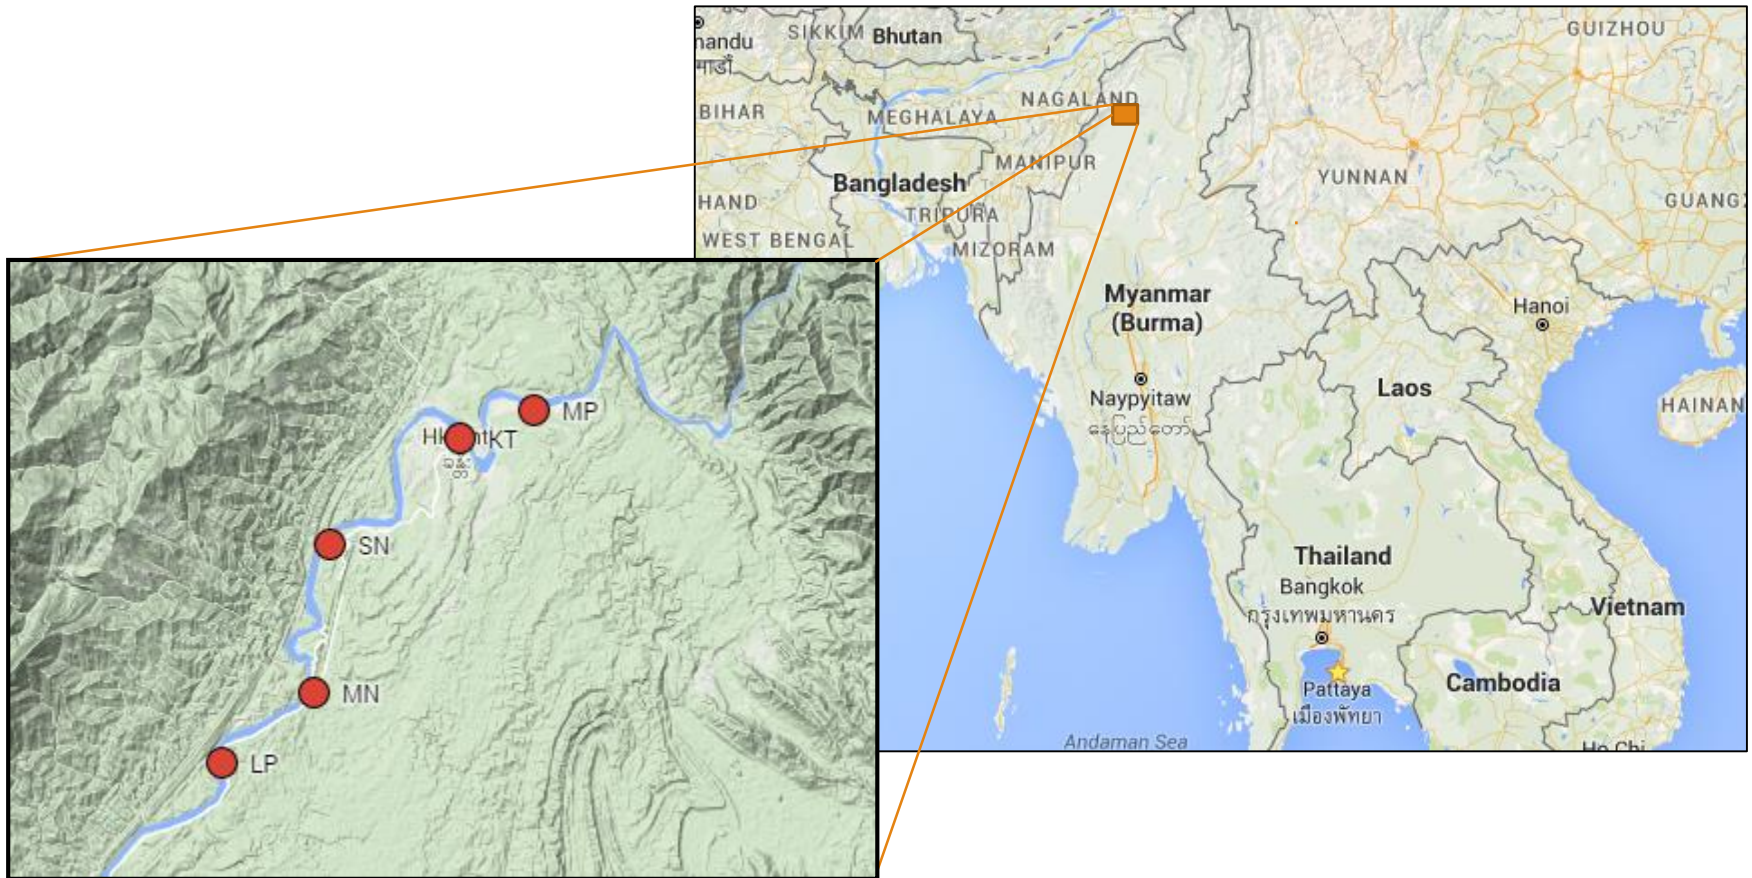 nandu
SIKKIM
Bhutan
GUIZHOU
BIHAR
NAGALAND
MEGHALAYA
MANIPUR
YUNNAN
HAND
Bangladesh
TRIPURA
GUANG
WEST BENGAL
MIZORAM
Myanmar
(Burma)
Hanoi
Naypyitaw
နေပြည်တော်
Laos
HAINAN
Thailand
Bangkok
กรุงเทพมหานคร
Vietnam
Pattaya
เมืองพัทยา
Cambodia
Andaman Sea
Ho Chi
MP
KT
SN
MN
LP